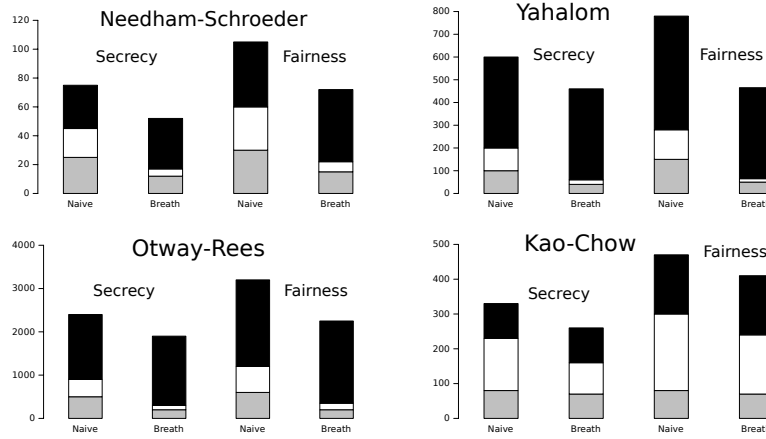 Needham-Schroeder
120
100
80
60
40
20
0
Secrecy
Fairness
Naive
Breath
Naive
Breath
Yahalom
800
700
600
500
400
300
200
100
0
Secrecy
Fairness
Naive
Breath
Naive
Breath
Otway-Rees
4000
3000
2000
1000
0
Secrecy
Fairness
Naive
Breath
Naive
Breath
Kao-Chow
500
400
300
200
100
0
Secrecy
Fairness
Naive
Breath
Naive
Breath